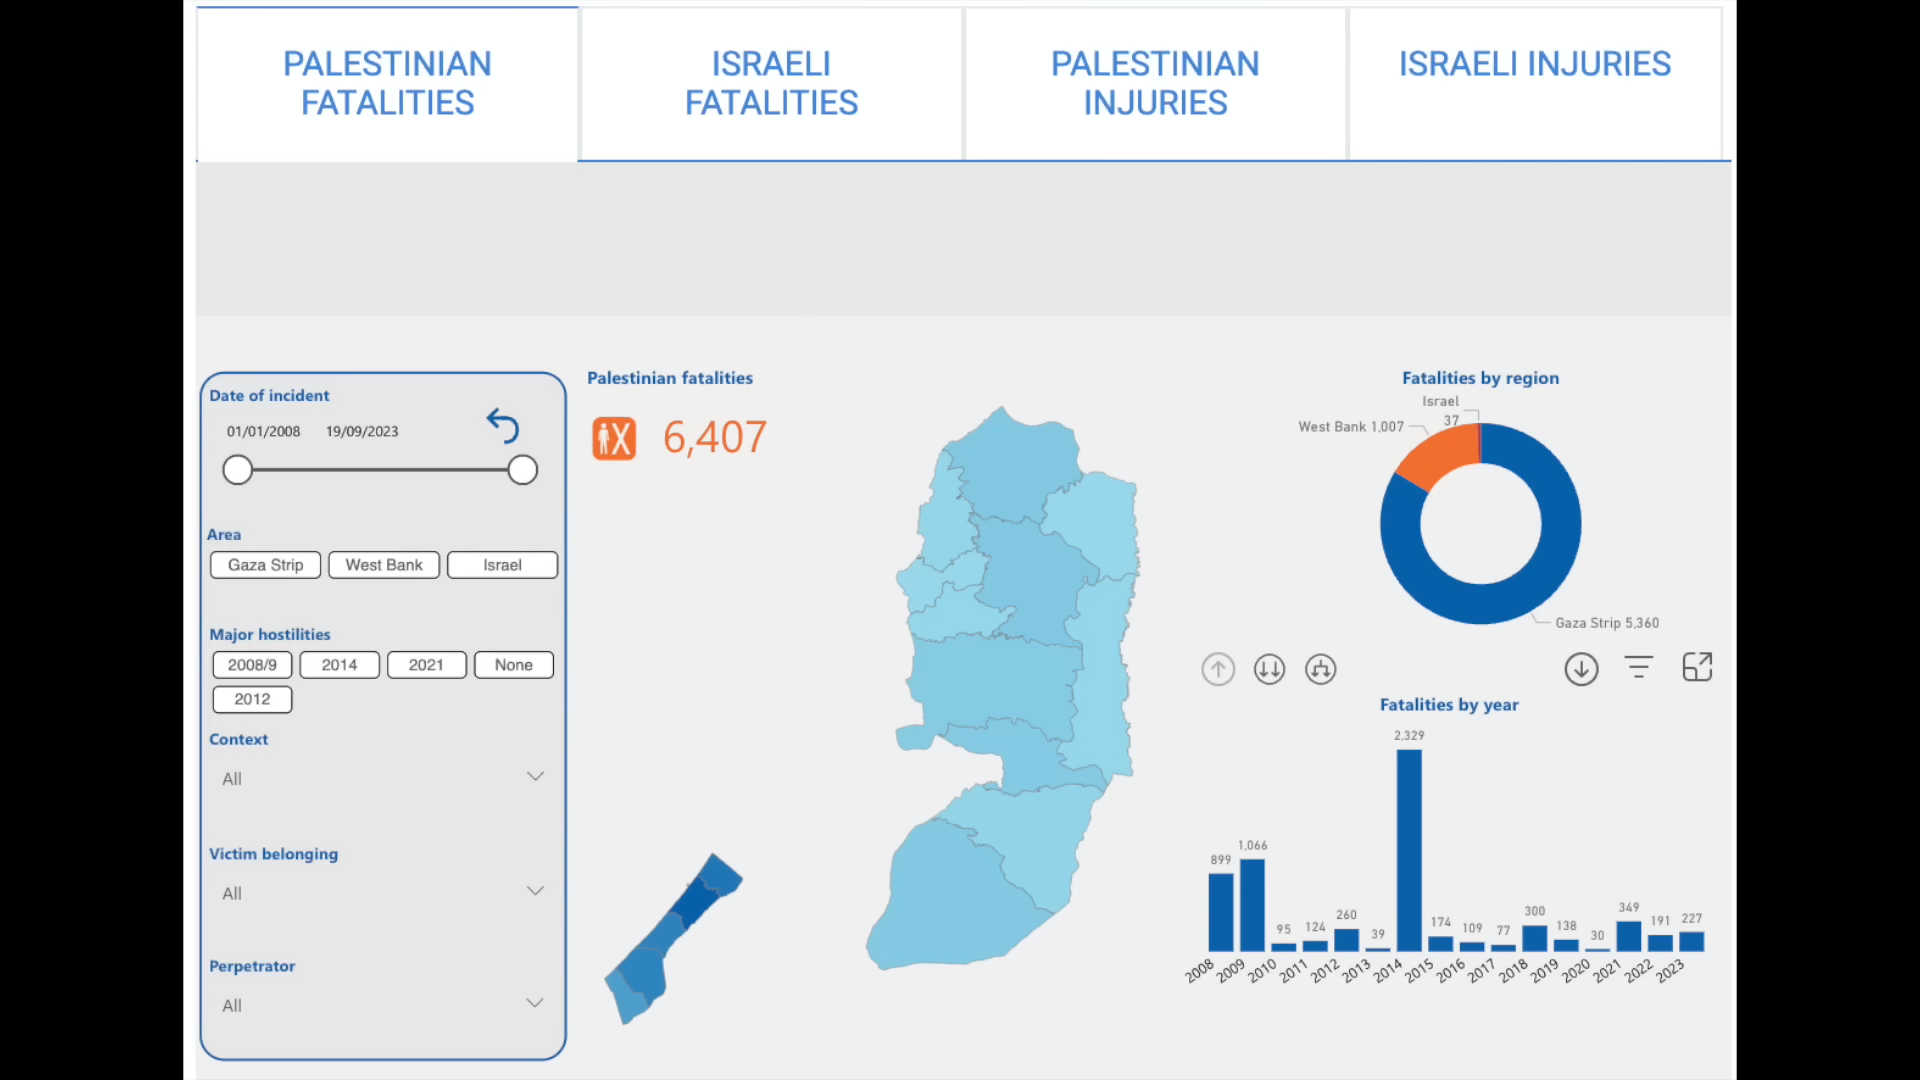 PALESTINIAN
FATALITIES
ISRAELI
FATALITIES
PALESTINIAN
INJURIES
ISRAELI INJURIES
Date of incident
01/01/2008 19/09/2023
Area
Gaza Strip West Bank Israel
Major hostilities
2008/9 2014 2021 None
2012
Context
All
Victim belonging
All
Perpetrator
All
Palestinian fatalities
X 6,407
Fatalities by region
Israel
37
West Bank 1,007
Gaza Strip 5,360
Fatalities by year
899 1,066 95 124 260 39 2,329 174 109 77 300 138 30 349 191 227
2008 2009 2010 2011 2012 2013 2014 2015 2016 2017 2018 2019 2020 2021 2022 2023